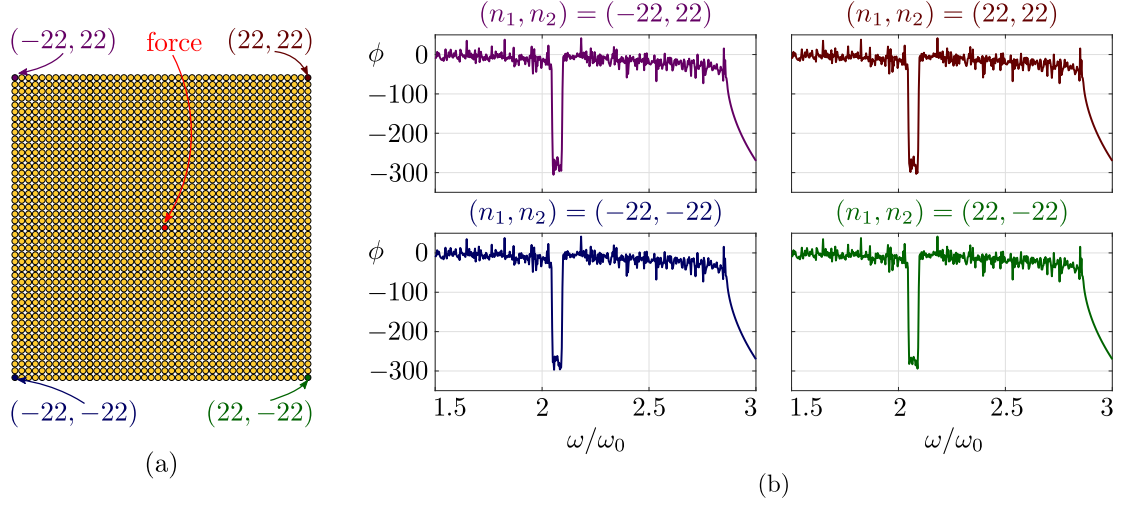 (−22, 22) force (22, 22)
(−22, −22) (22, −22)
(a)
(n₁, n₂) = (−22, 22) (n₁, n₂) = (22, 22)
ϕ 0
−100
−200
−300
(n₁, n₂) = (−22, −22) (n₁, n₂) = (22, −22)
ϕ 0
−100
−200
−300
1.5 2 2.5 3 1.5 2 2.5 3
ω/ω₀ ω/ω₀
(b)